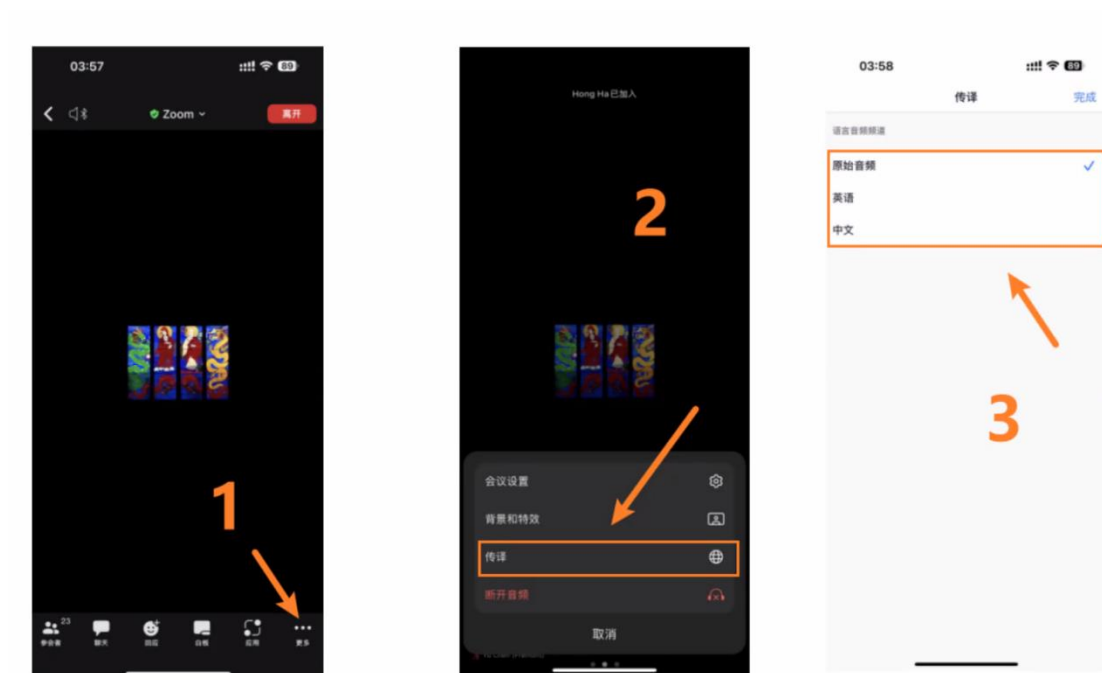 03:57
89
Zoom
离开
1
23
参会者
聊天
回应
白板
应用
更多
Hong Ha 已加入
2
会议设置
背景和特效
传译
断开音频
取消
03:58
89
传译
完成
语言音频频道
原始音频
英语
中文
3